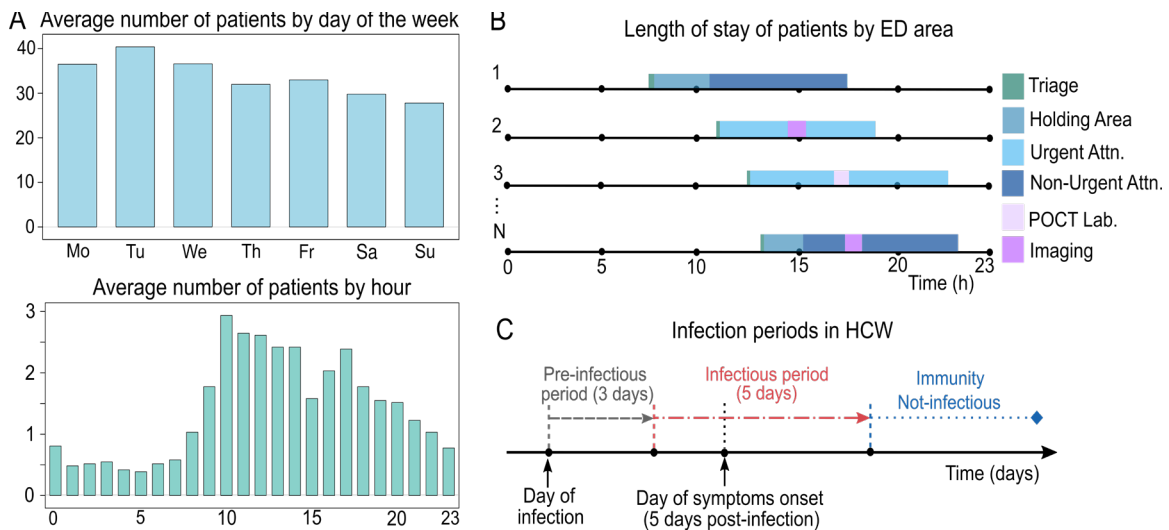 A
Average number of patients by day of the week
40
30
20
10
0
Mo Tu We Th Fr Sa Su
Average number of patients by hour
3
2
1
0
0 5 10 15 20 23
B
Length of stay of patients by ED area
1
2
3
⋮
N
0 5 10 15 20 23
Time (h)
Triage
Holding Area
Urgent Attn.
Non-Urgent Attn.
POCT Lab.
Imaging
C
Infection periods in HCW
Pre-infectious
period (3 days)
Infectious period
(5 days)
Immunity
Not-infectious
Time (days)
Day of
infection
Day of symptoms onset
(5 days post-infection)